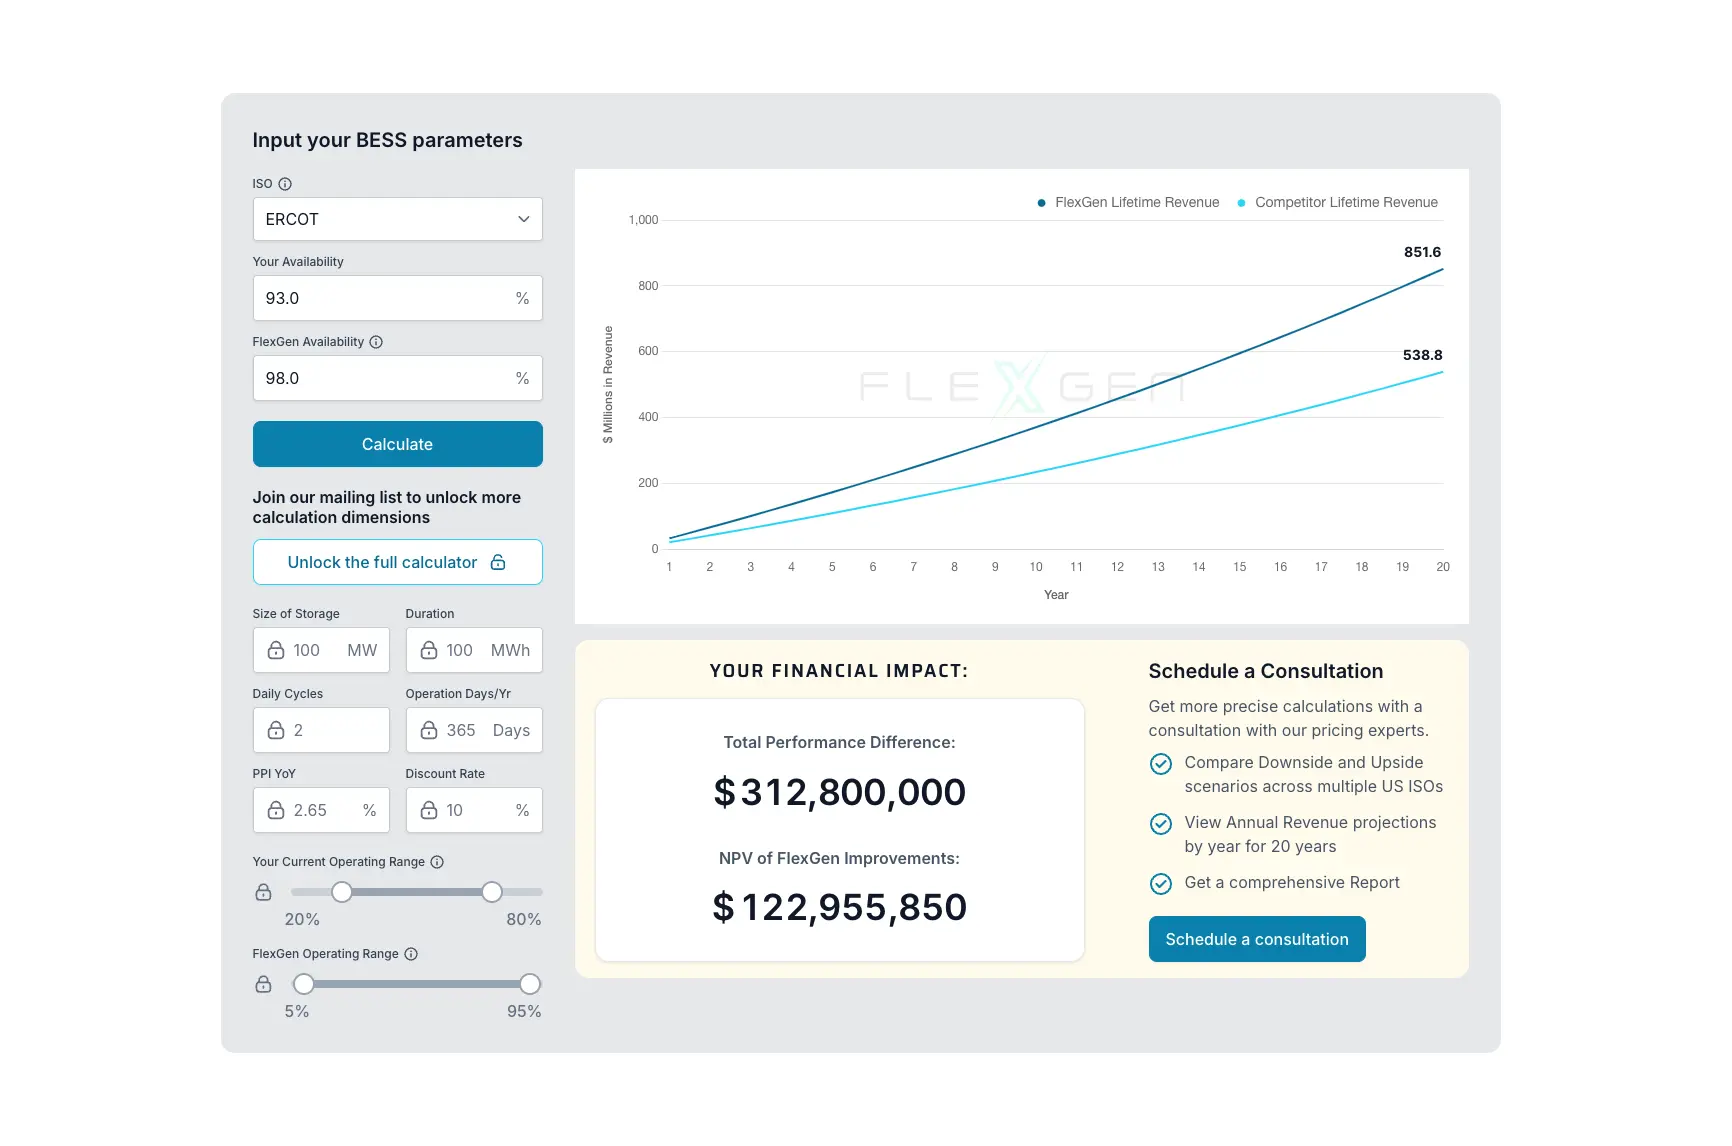 Input your BESS parameters
ISO
ERCOT
Your Availability
93.0 %
FlexGen Availability
98.0 %
Calculate
Join our mailing list to unlock more
calculation dimensions
Unlock the full calculator
Size of Storage Duration
100 MW 100 MWh
Daily Cycles Operation Days/Yr
2 365 Days
PPI YoY Discount Rate
2.65 % 10 %
Your Current Operating Range
20% 80%
FlexGen Operating Range
5% 95%
FlexGen Lifetime Revenue Competitor Lifetime Revenue
1,000
800
600
400
200
0
$ Millions in Revenue
851.6
538.8
FLEXGEN
1 2 3 4 5 6 7 8 9 10 11 12 13 14 15 16 17 18 19 20
Year
YOUR FINANCIAL IMPACT:
Total Performance Difference:
$312,800,000
NPV of FlexGen Improvements:
$122,955,850
Schedule a Consultation
Get more precise calculations with a
consultation with our pricing experts.
Compare Downside and Upside
scenarios across multiple US ISOs
View Annual Revenue projections
by year for 20 years
Get a comprehensive Report
Schedule a consultation